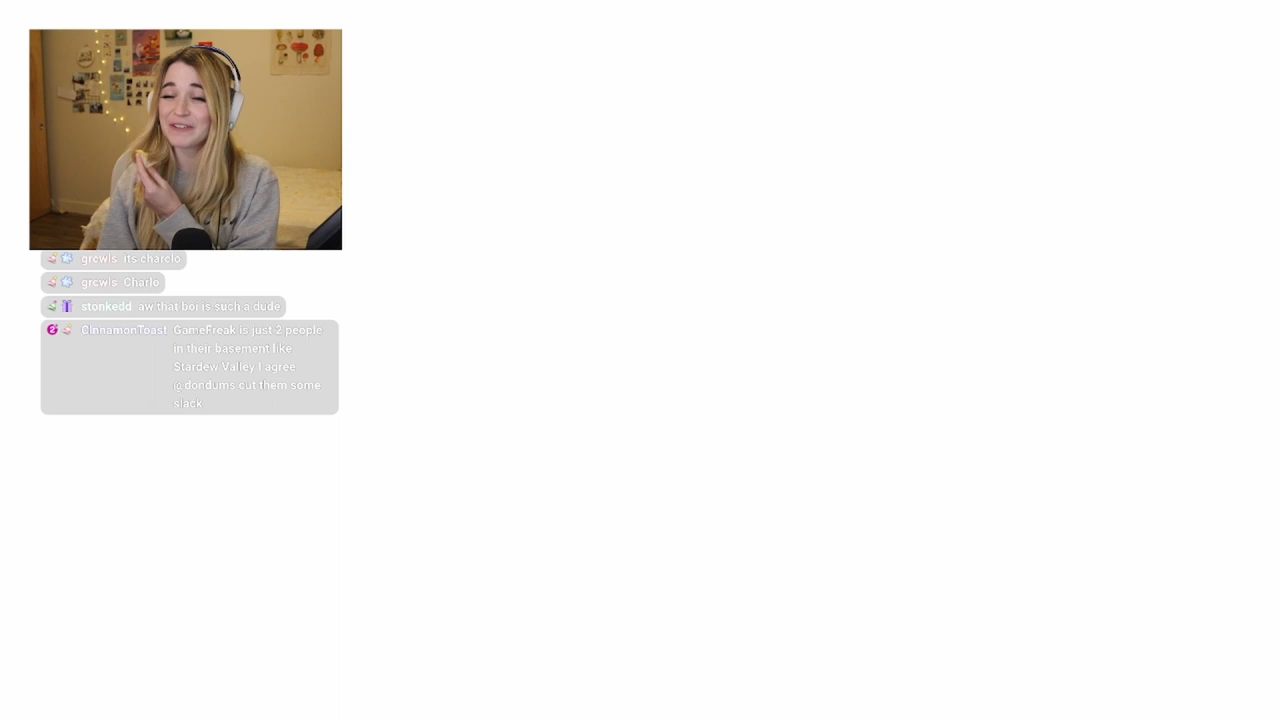 grcwls its charclo
grcwls Charlo
stonkedd aw that boi is such a dude
CinnamonToast GameFreak is just 2 people
in their basement like
Stardew Valley I agree
@dondums cut them some
slack